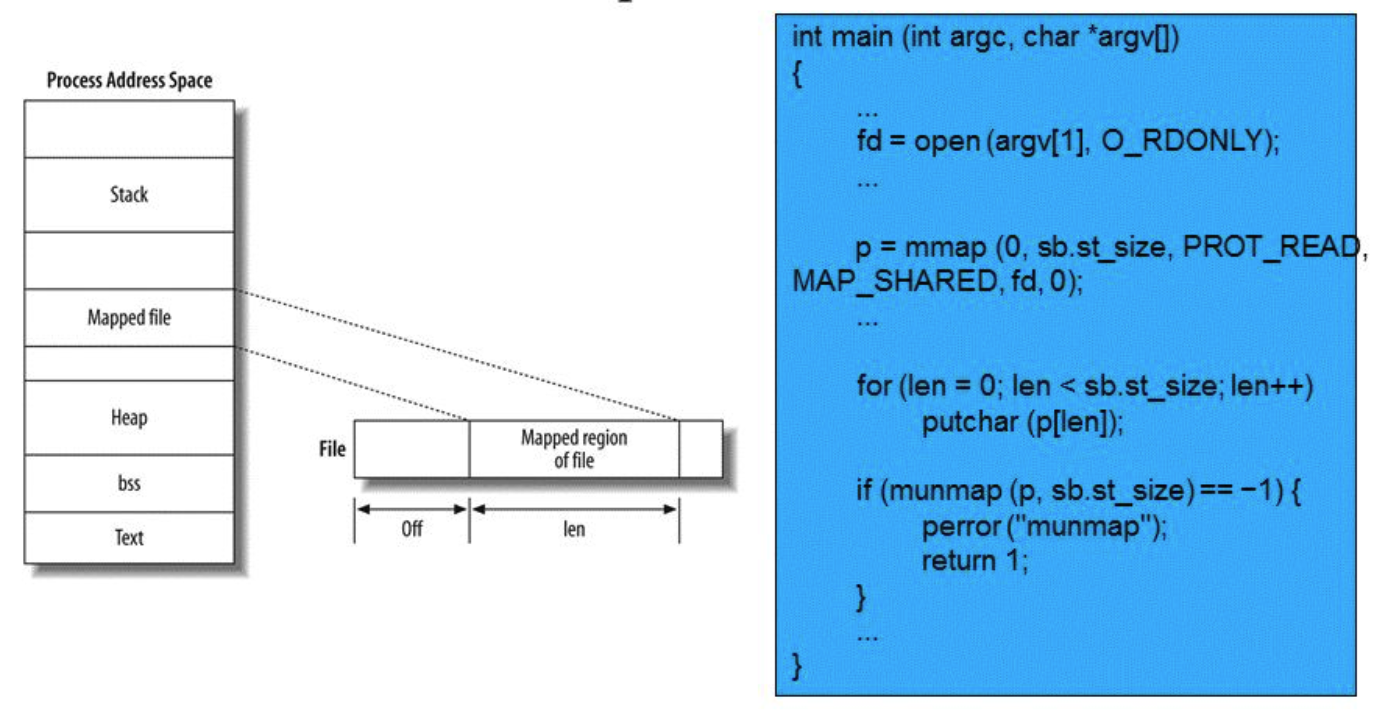 Process Address Space
Stack
Mapped file
Heap
bss
Text
File
Mapped region
of file
Off
len
int main (int argc, char *argv[])
{
...
fd = open (argv[1], O_RDONLY);
...
p = mmap (0, sb.st_size, PROT_READ,
MAP_SHARED, fd, 0);
...
for (len = 0; len < sb.st_size; len++)
putchar (p[len]);
if (munmap (p, sb.st_size) == −1) {
perror ("munmap");
return 1;
}
...
}